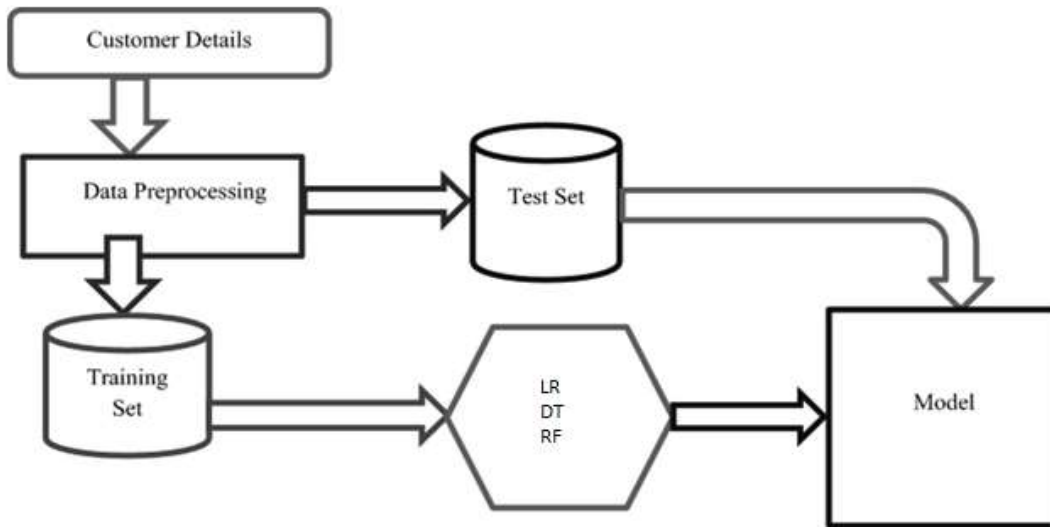 Customer Details
Data Preprocessing
Test Set
Training
Set
LR
DT
RF
Model